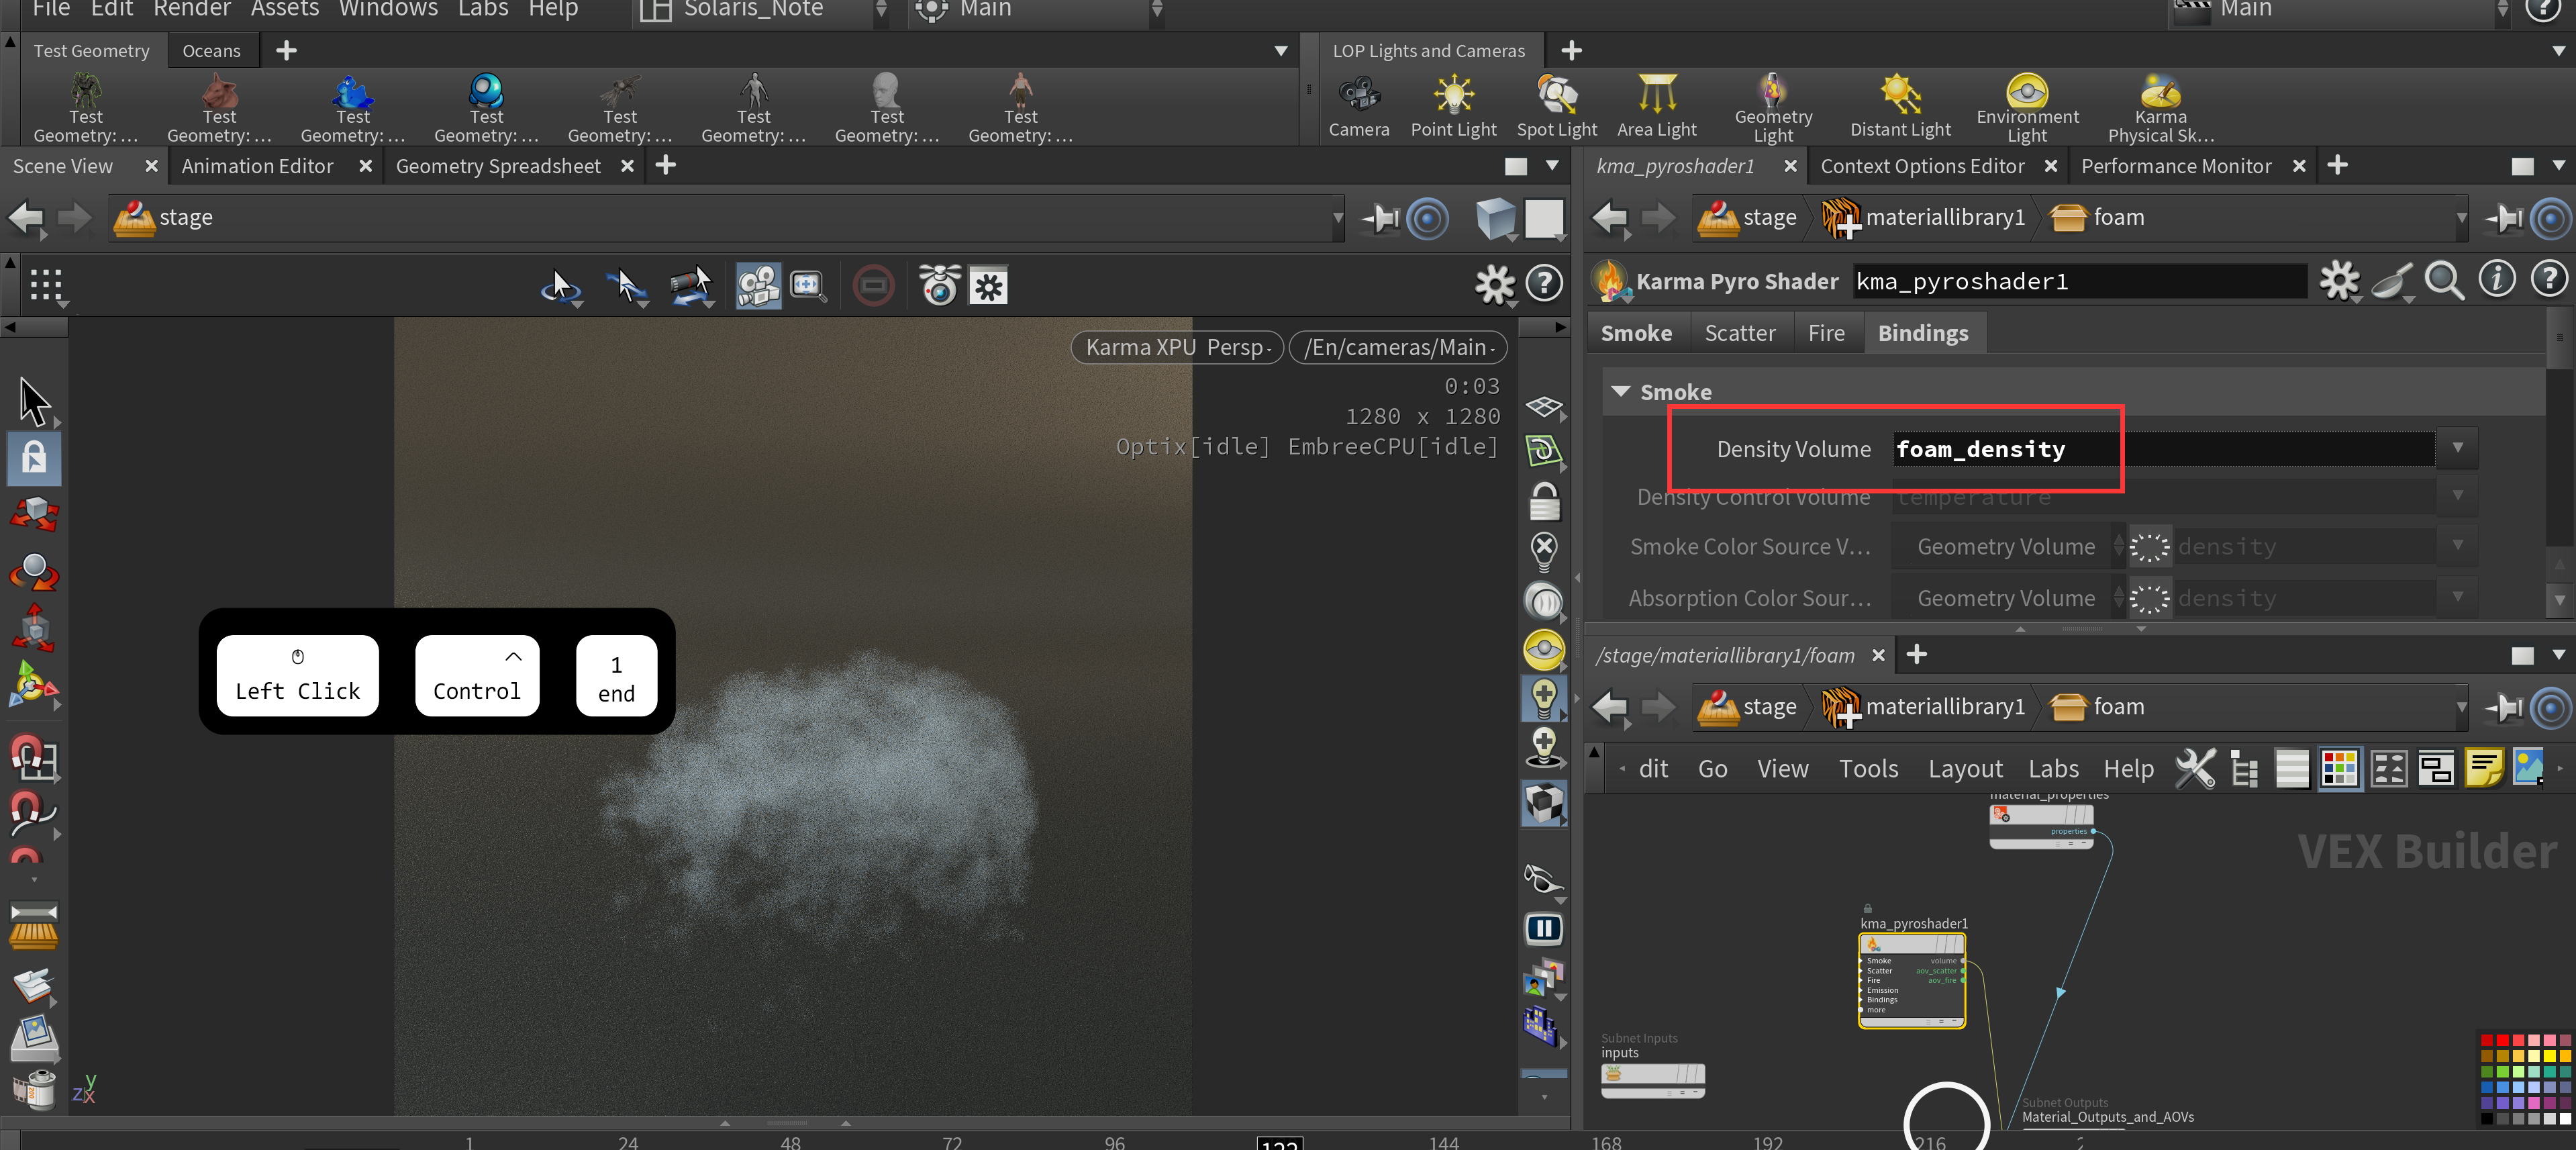 File Edit Render Assets Windows Labs Help Solaris_Note Main Main
Test Geometry Oceans
LOP Lights and Cameras
Test Geometry: ...
Test Geometry: ...
Test Geometry: ...
Test Geometry: ...
Test Geometry: ...
Test Geometry: ...
Test Geometry: ...
Test Geometry: ...
Camera
Point Light
Spot Light
Area Light
Geometry Light
Distant Light
Environment Light
Karma Physical Sk...
Scene View Animation Editor Geometry Spreadsheet
stage
Karma XPU Persp /En/cameras/Main
0:03
1280 x 1280
Optix[idle] EmbreeCPU[idle]
Left Click
Control
1
end
z y x
kma_pyroshader1 Context Options Editor Performance Monitor
stage materiallibrary1 foam
Karma Pyro Shader kma_pyroshader1
Smoke Scatter Fire Bindings
Smoke
Density Volume foam_density
Density Control Volume temperature
Smoke Color Source V... Geometry Volume density
Absorption Color Sour... Geometry Volume density
/stage/materiallibrary1/foam
stage materiallibrary1 foam
dit Go View Tools Layout Labs Help
material_properties
properties
VEX Builder
kma_pyroshader1
Smoke volume
Scatter aov_scatter
Fire aov_fire
Emission
Bindings
more
Subnet Inputs
inputs
Subnet Outputs
Material_Outputs_and_AOVs
1 24 48 72 96 122 144 168 192 216